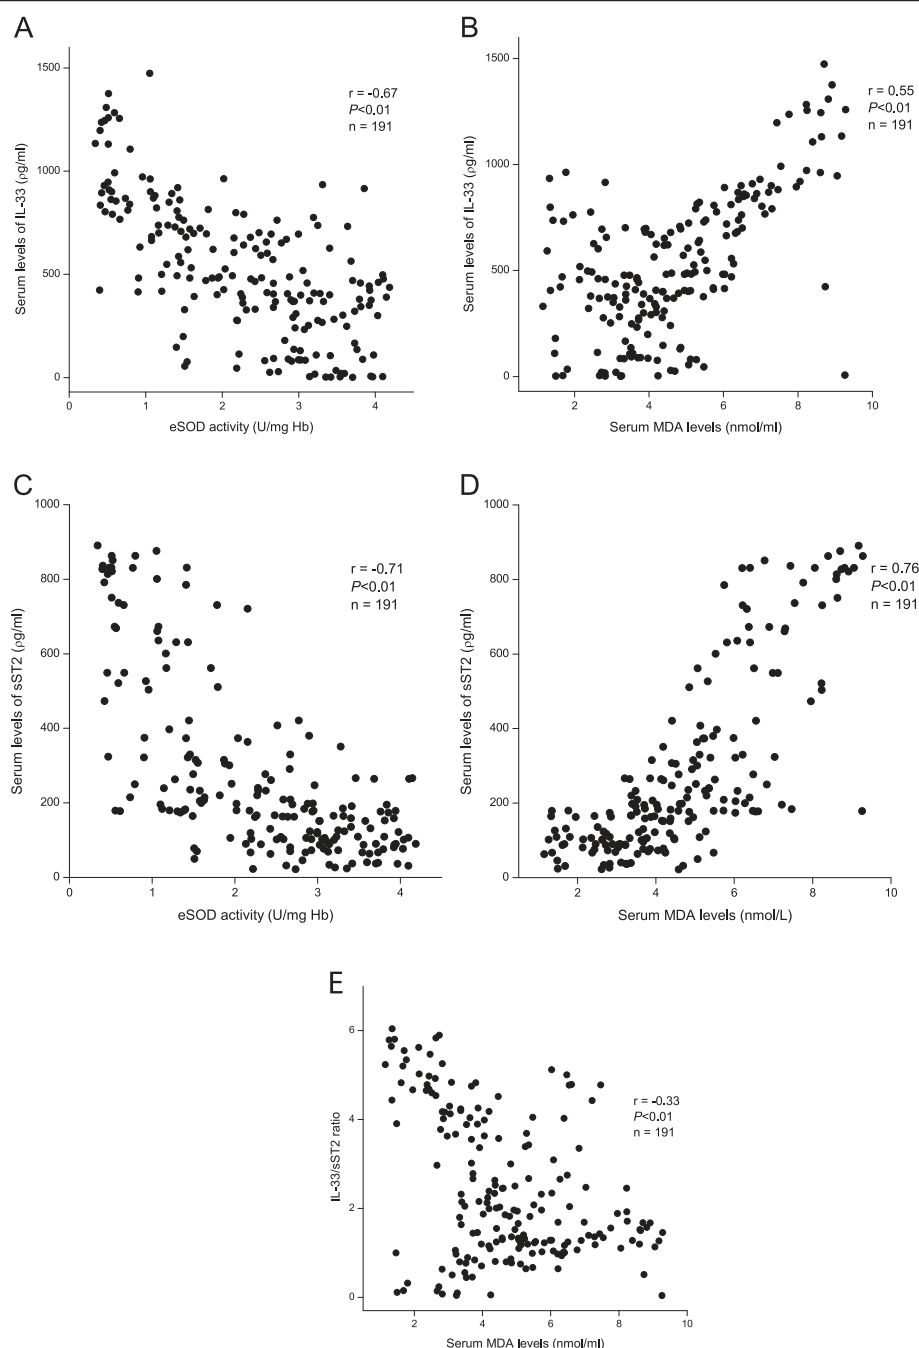 A
Serum levels of IL-33 (ρg/ml)
1500
1000
500
0
r = -0.67
P<0.01
n = 191
0 1 2 3 4
eSOD activity (U/mg Hb)
B
Serum levels of IL-33 (ρg/ml)
1500
1000
500
0
r = 0.55
P<0.01
n = 191
2 4 6 8 10
Serum MDA levels (nmol/ml)
C
Serum levels of sST2 (ρg/ml)
1000
800
600
400
200
0
r = -0.71
P<0.01
n = 191
0 1 2 3 4
eSOD activity (U/mg Hb)
D
Serum levels of sST2 (ρg/ml)
1000
800
600
400
200
0
r = 0.76
P<0.01
n = 191
2 4 6 8 10
Serum MDA levels (nmol/L)
E
IL-33/sST2 ratio
6
4
2
0
r = -0.33
P<0.01
n = 191
2 4 6 8 10
Serum MDA levels (nmol/ml)